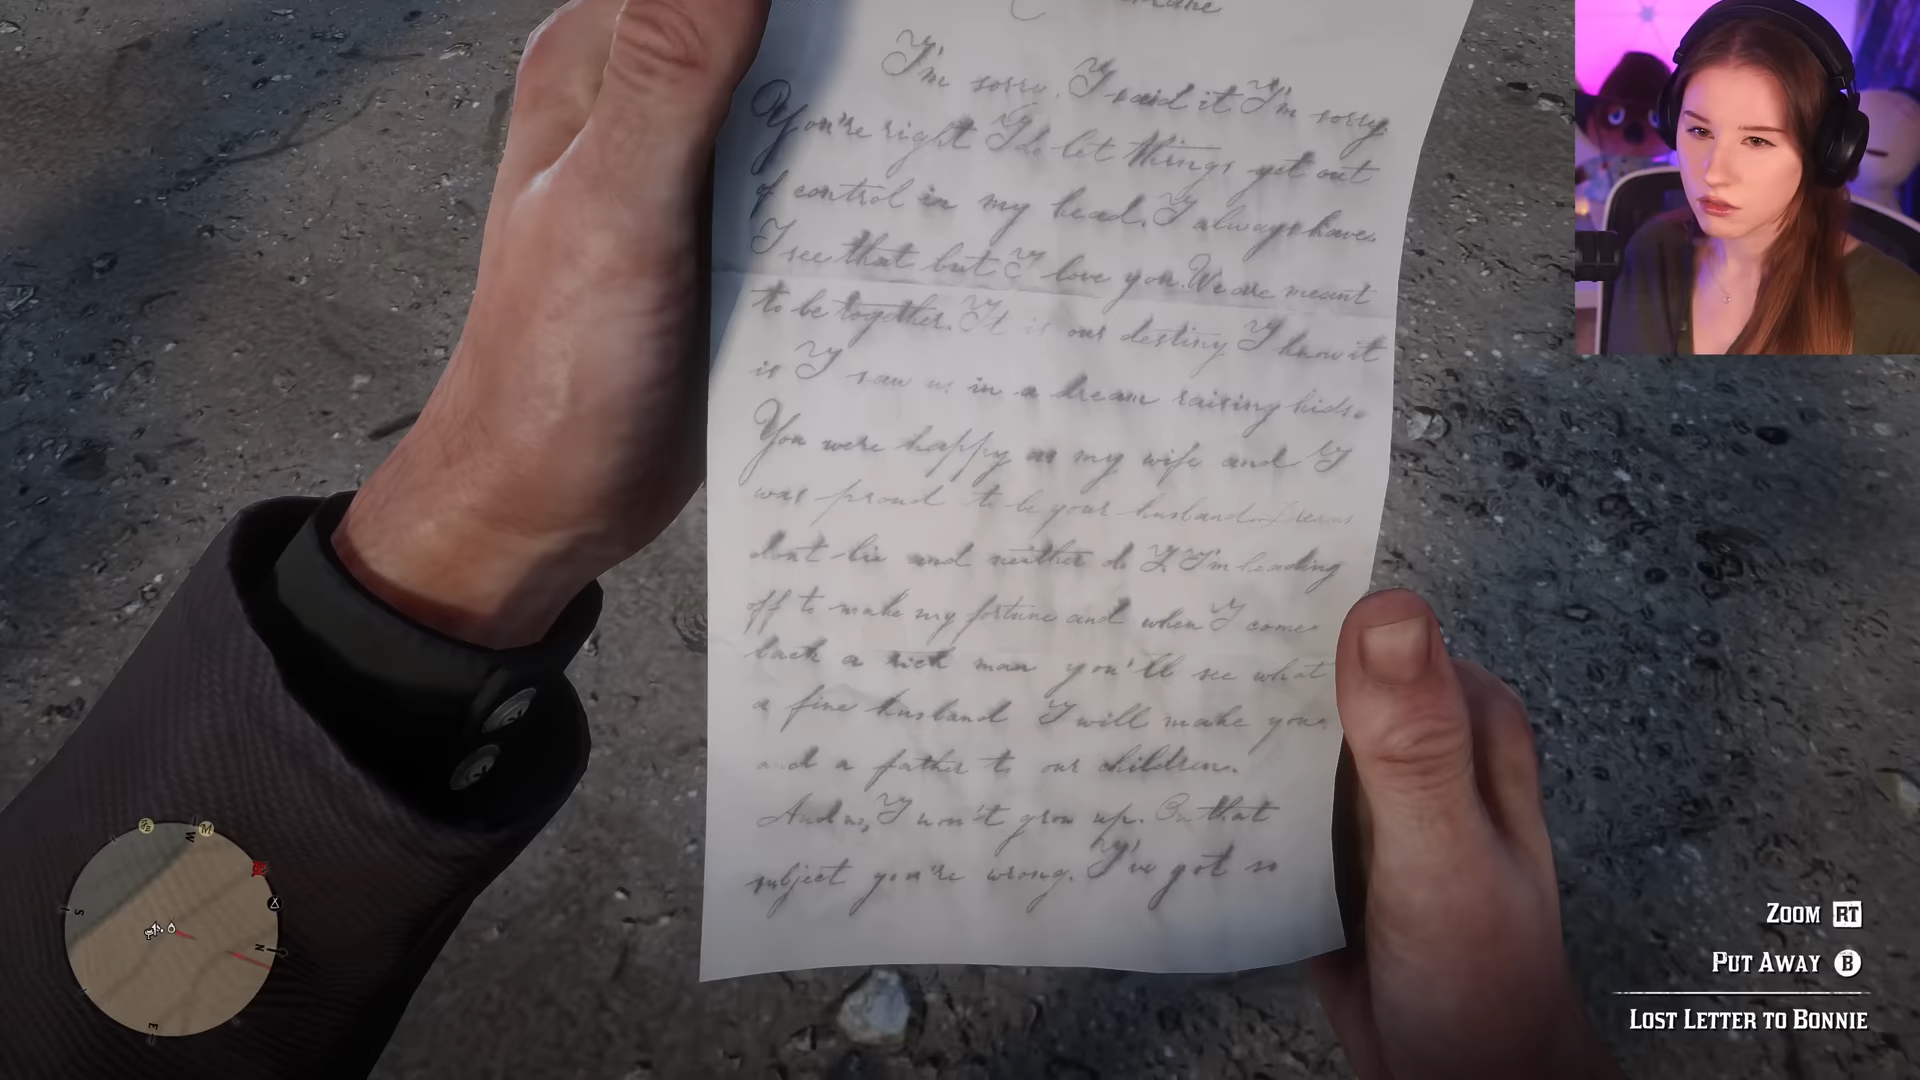 I'm sorry. I said it I'm sorry.
You're right I do let things get out
of control in my head. I always have.
I see that but I love you. We are meant
to be together. It is our destiny I know it
is I saw us in a dream raising kids.
You were happy as my wife and I
was proud to be your husband. Dreams
dont lie and neither do I. I'm heading
off to make my fortune and when I come
back a rich man you'll see what
a fine husband I will make you
and a father to our children.
And no, I won't grow up. On that
subject you're wrong. I've got so
ZOOM RT
PUT AWAY B
LOST LETTER TO BONNIE
W
S
N
E
M